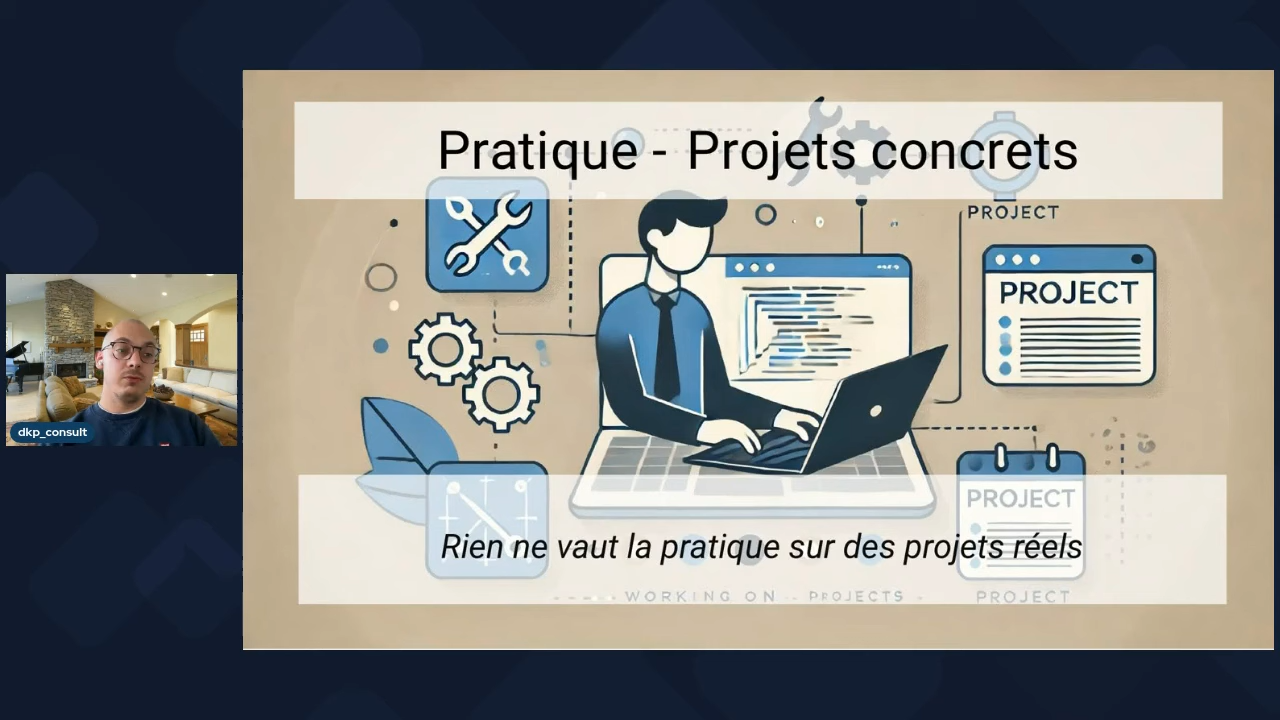 Pratique - Projets concrets
PROJECT
PROJECT
PROJECT
Rien ne vaut la pratique sur des projets réels
WORKING ON PROJECTS
PROJECT
dkp_consult